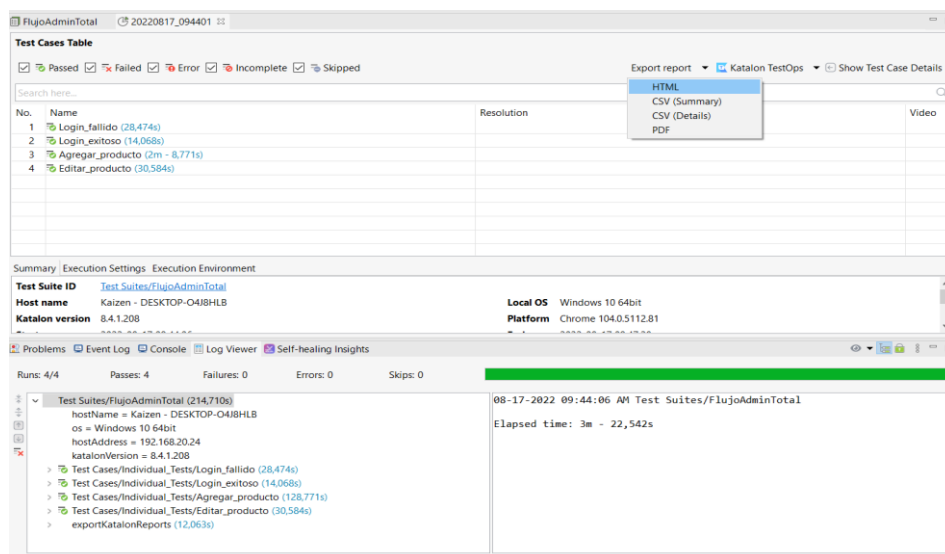 FlujoAdminTotal 20220817_094401
Test Cases Table
Passed Failed Error Incomplete Skipped Export report Katalon TestOps Show Test Case Details
Search here...
HTML
CSV (Summary)
CSV (Details)
PDF
No. Name Resolution Video
1 Login_fallido (28,474s)
2 Login_exitoso (14,068s)
3 Agregar_producto (2m - 8,771s)
4 Editar_producto (30,584s)
Summary Execution Settings Execution Environment
Test Suite ID Test Suites/FlujoAdminTotal
Host name Kaizen - DESKTOP-O4J8HLB Local OS Windows 10 64bit
Katalon version 8.4.1.208 Platform Chrome 104.0.5112.81
Problems Event Log Console Log Viewer Self-healing Insights
Runs: 4/4 Passes: 4 Failures: 0 Errors: 0 Skips: 0
Test Suites/FlujoAdminTotal (214,710s)
hostName = Kaizen - DESKTOP-O4J8HLB
os = Windows 10 64bit
hostAddress = 192.168.20.24
katalonVersion = 8.4.1.208
Test Cases/Individual_Tests/Login_fallido (28,474s)
Test Cases/Individual_Tests/Login_exitoso (14,068s)
Test Cases/Individual_Tests/Agregar_producto (128,771s)
Test Cases/Individual_Tests/Editar_producto (30,584s)
exportKatalonReports (12,063s)
08-17-2022 09:44:06 AM Test Suites/FlujoAdminTotal
Elapsed time: 3m - 22,542s